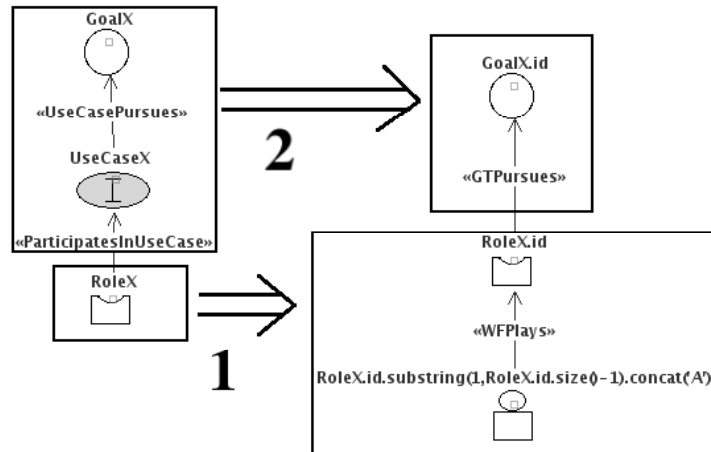 GoalX
«UseCasePursues»
UseCaseX
«ParticipatesInUseCase»
RoleX
2
1
GoalX.id
«GTPursues»
RoleX.id
«WFPlays»
RoleX.id.substring(1,RoleX.id.size()-1).concat('A')